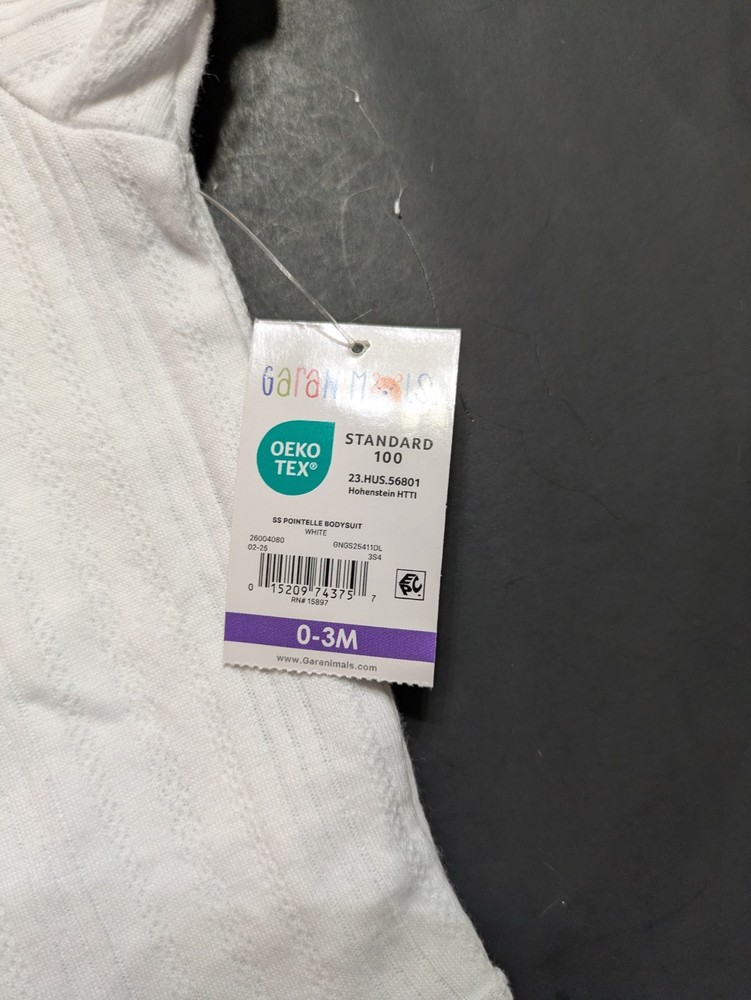 GaraNiMaLS
OEKO
TEX®
STANDARD
100
23.HUS.56801
Hohenstein HTTI
SS POINTELLE BODYSUIT
WHITE
26004080 GNGS25411DL
02-25 3S4
0 15209 74375 7
RN# 15897
EPC
0-3M
www.Garanimals.com